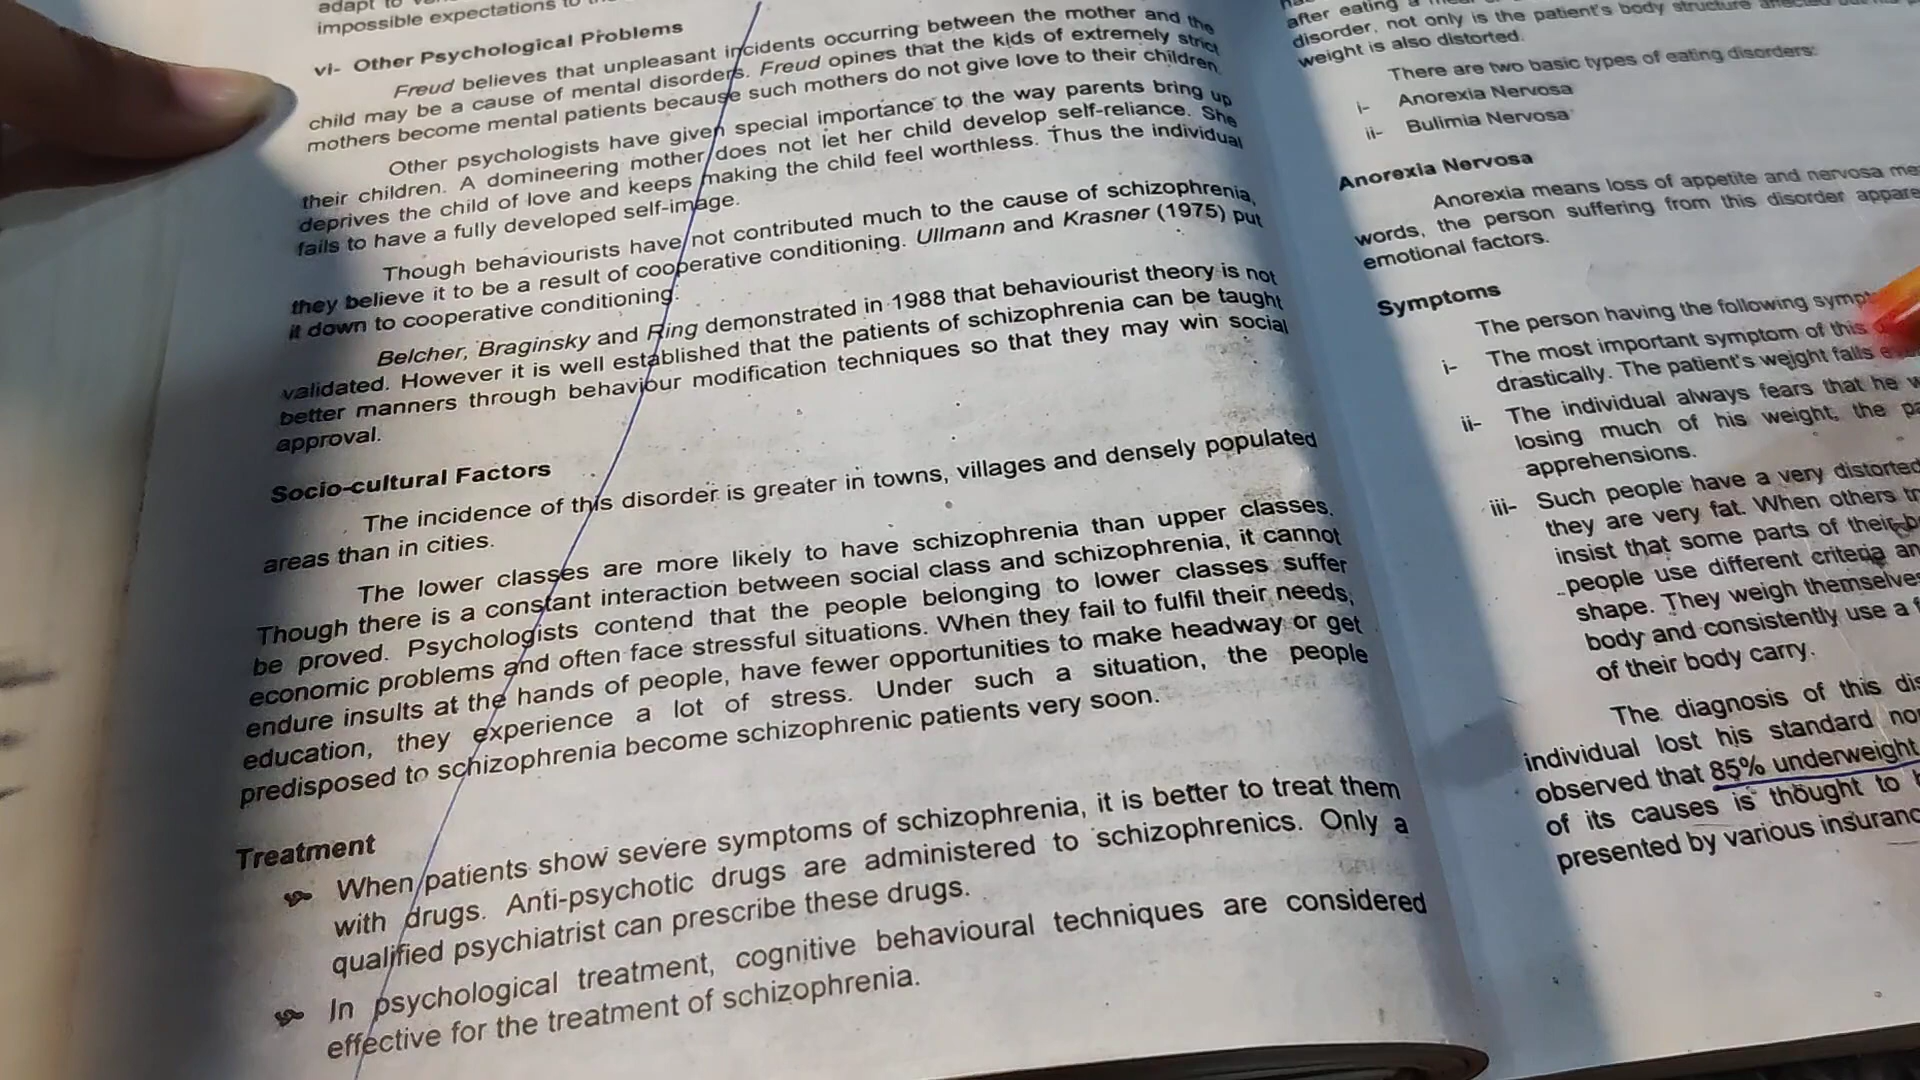 impossible expectations to
vi- Other Psychological Problems
Freud believes that unpleasant incidents occurring between the mother and the
child may be a cause of mental disorders. Freud opines that the kids of extremely strict
mothers become mental patients because such mothers do not give love to their children.
Other psychologists have given special importance to the way parents bring up
their children. A domineering mother does not let her child develop self-reliance. She
deprives the child of love and keeps making the child feel worthless. Thus the individual
fails to have a fully developed self-image.
Though behaviourists have not contributed much to the cause of schizophrenia,
they believe it to be a result of cooperative conditioning. Ullmann and Krasner (1975) put
it down to cooperative conditioning.
Belcher, Braginsky and Ring demonstrated in 1988 that behaviourist theory is not
validated. However it is well established that the patients of schizophrenia can be taught
better manners through behaviour modification techniques so that they may win social
approval.
Socio-cultural Factors
The incidence of this disorder is greater in towns, villages and densely populated
areas than in cities.
The lower classes are more likely to have schizophrenia than upper classes.
Though there is a constant interaction between social class and schizophrenia, it cannot
be proved. Psychologists contend that the people belonging to lower classes suffer
economic problems and often face stressful situations. When they fail to fulfil their needs,
endure insults at the hands of people, have fewer opportunities to make headway or get
education, they experience a lot of stress. Under such a situation, the people
predisposed to schizophrenia become schizophrenic patients very soon.
Treatment
When patients show severe symptoms of schizophrenia, it is better to treat them
with drugs. Anti-psychotic drugs are administered to schizophrenics. Only a
qualified psychiatrist can prescribe these drugs.
In psychological treatment, cognitive behavioural techniques are considered
effective for the treatment of schizophrenia.
after eating a
disorder, not only is the patient's body structure affected but his
weight is also distorted.
There are two basic types of eating disorders:
i- Anorexia Nervosa
ii- Bulimia Nervosa
Anorexia Nervosa
Anorexia means loss of appetite and nervosa
words, the person suffering from this disorder
emotional factors.
Symptoms
The person having the following
i- The most important symptom of this
drastically. The patient's weight falls
ii- The individual always fears that he
losing much of his weight, the
apprehensions.
iii- Such people have a very distorted
they are very fat. When others
insist that some parts of their
people use different criteria
shape. They weigh themselves
body and consistently use a
of their body carry.
The diagnosis of this
individual lost his standard
observed that 85% underweight
of its causes is thought to
presented by various